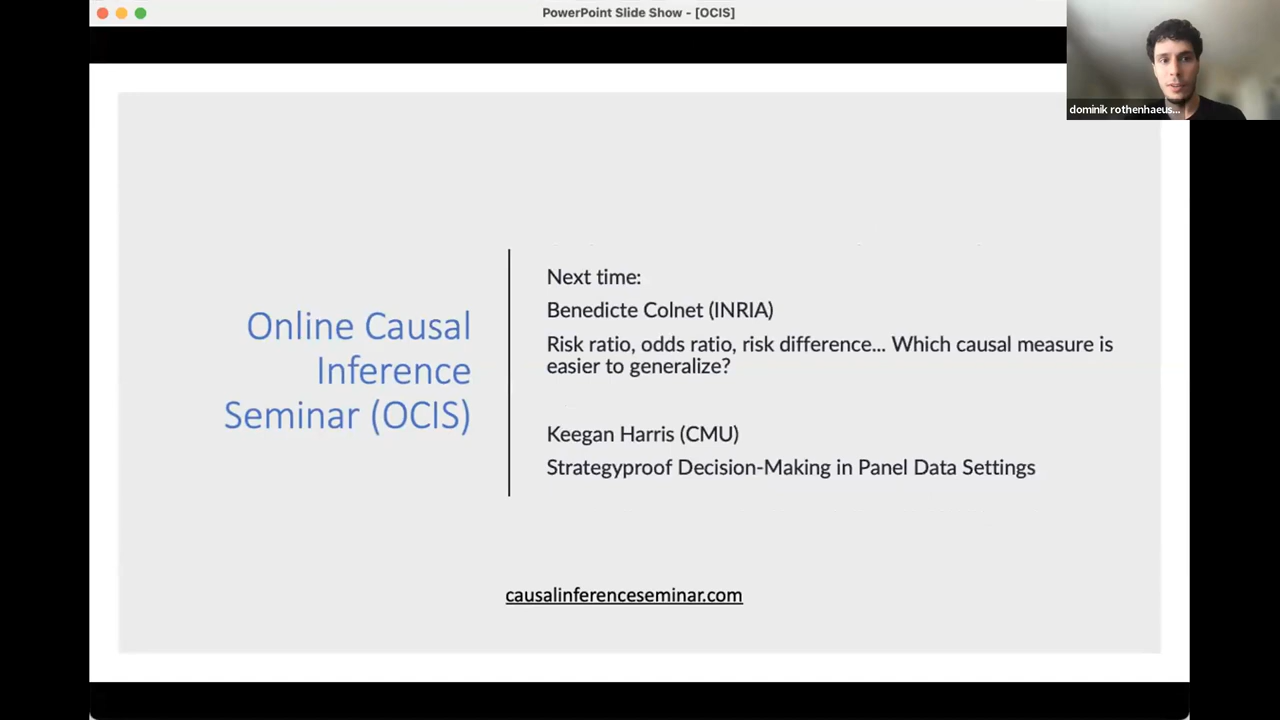 PowerPoint Slide Show - [OCIS]
dominik rothenhaeus...
Online Causal
Inference
Seminar (OCIS)
Next time:
Benedicte Colnet (INRIA)
Risk ratio, odds ratio, risk difference... Which causal measure is
easier to generalize?
Keegan Harris (CMU)
Strategyproof Decision-Making in Panel Data Settings
causalinferenceseminar.com